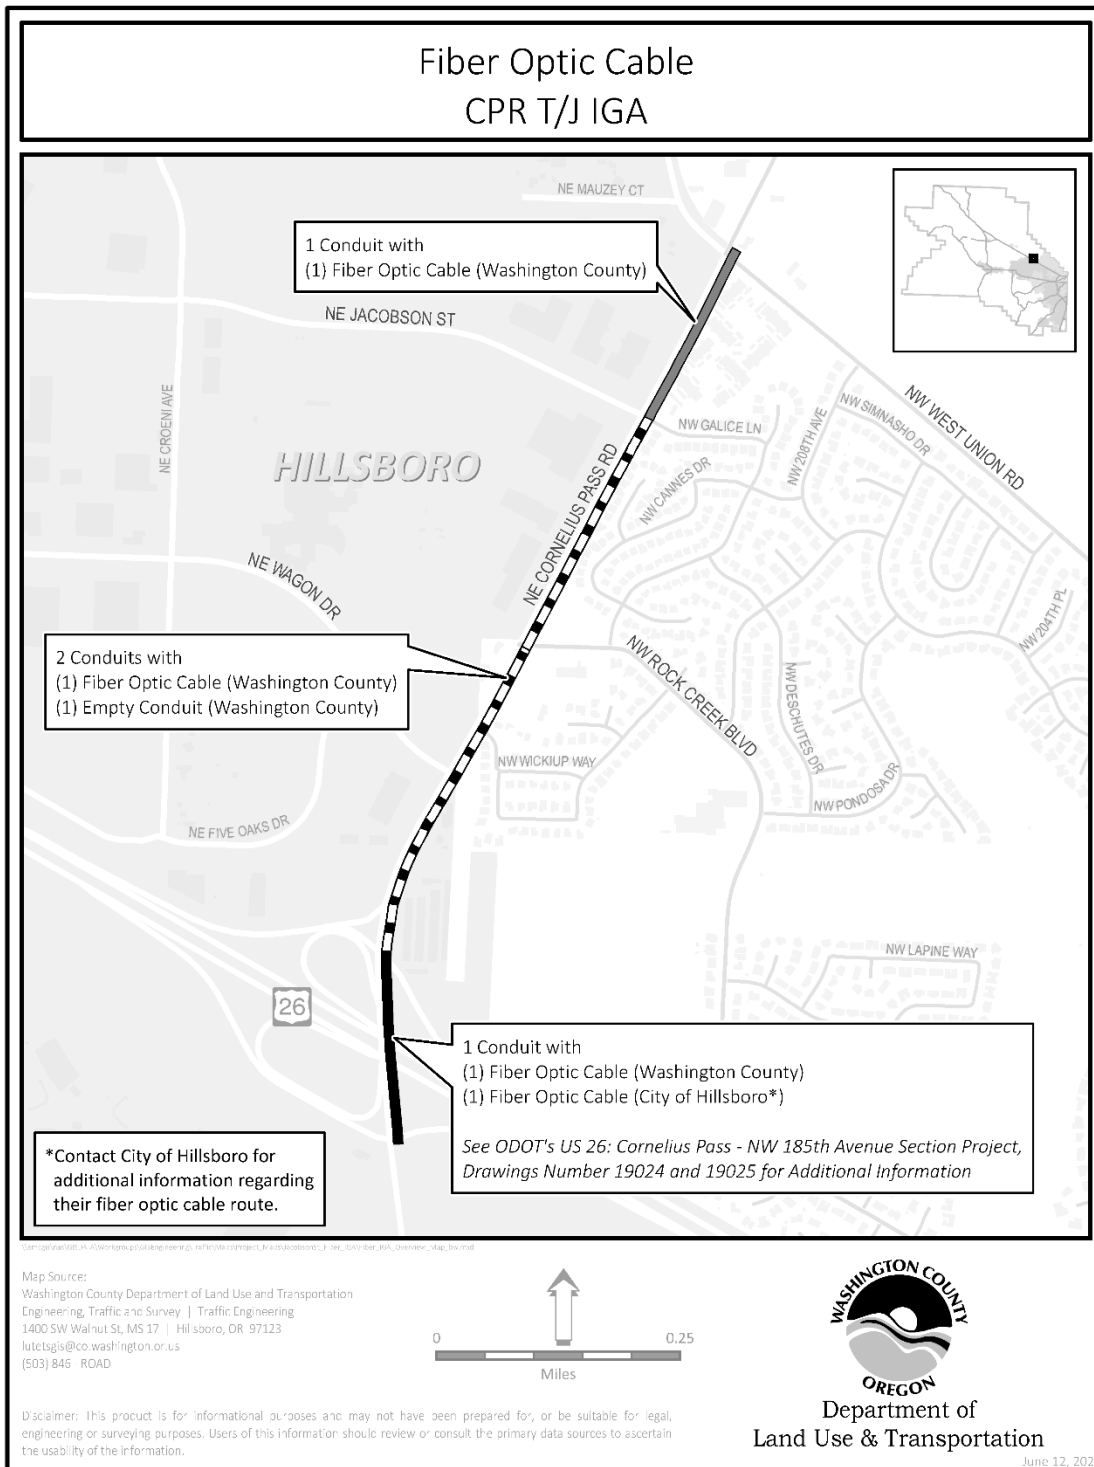 Fiber Optic Cable
CPR T/J IGA
NE MAUZEY CT
1 Conduit with
(1) Fiber Optic Cable (Washington County)
NE JACOBSON ST
NE CROENI AVE
NW WEST UNION RD
NW SIMNASHO DR
NW 208TH AVE
NW GALICE LN
NW CANNES DR
HILLSBORO
NE CORNELIUS PASS RD
NE WAGON DR
NW 204TH PL
2 Conduits with
(1) Fiber Optic Cable (Washington County)
(1) Empty Conduit (Washington County)
NW ROCK CREEK BLVD
NW DESCHUTES DR
NW WICKIUP WAY
NW PONDOSA DR
NE FIVE OAKS DR
NW LAPINE WAY
26
1 Conduit with
(1) Fiber Optic Cable (Washington County)
(1) Fiber Optic Cable (City of Hillsboro*)
See ODOT's US 26: Cornelius Pass - NW 185th Avenue Section Project,
Drawings Number 19024 and 19025 for Additional Information
*Contact City of Hillsboro for
additional information regarding
their fiber optic cable route.
Map Source:
Washington County Department of Land Use and Transportation
Engineering, Traffic and Survey | Traffic Engineering
1400 SW Walnut St, MS 17 | Hillsboro, OR 97123
lutetsgis@co.washington.or.us
(503) 846 ROAD
0 0.25
Miles
WASHINGTON COUNTY
OREGON
Department of
Land Use & Transportation
Disclaimer: This product is for informational purposes and may not have been prepared for, or be suitable for legal,
engineering or surveying purposes. Users of this information should review or consult the primary data sources to ascertain
the usability of the information.
June 12, 202